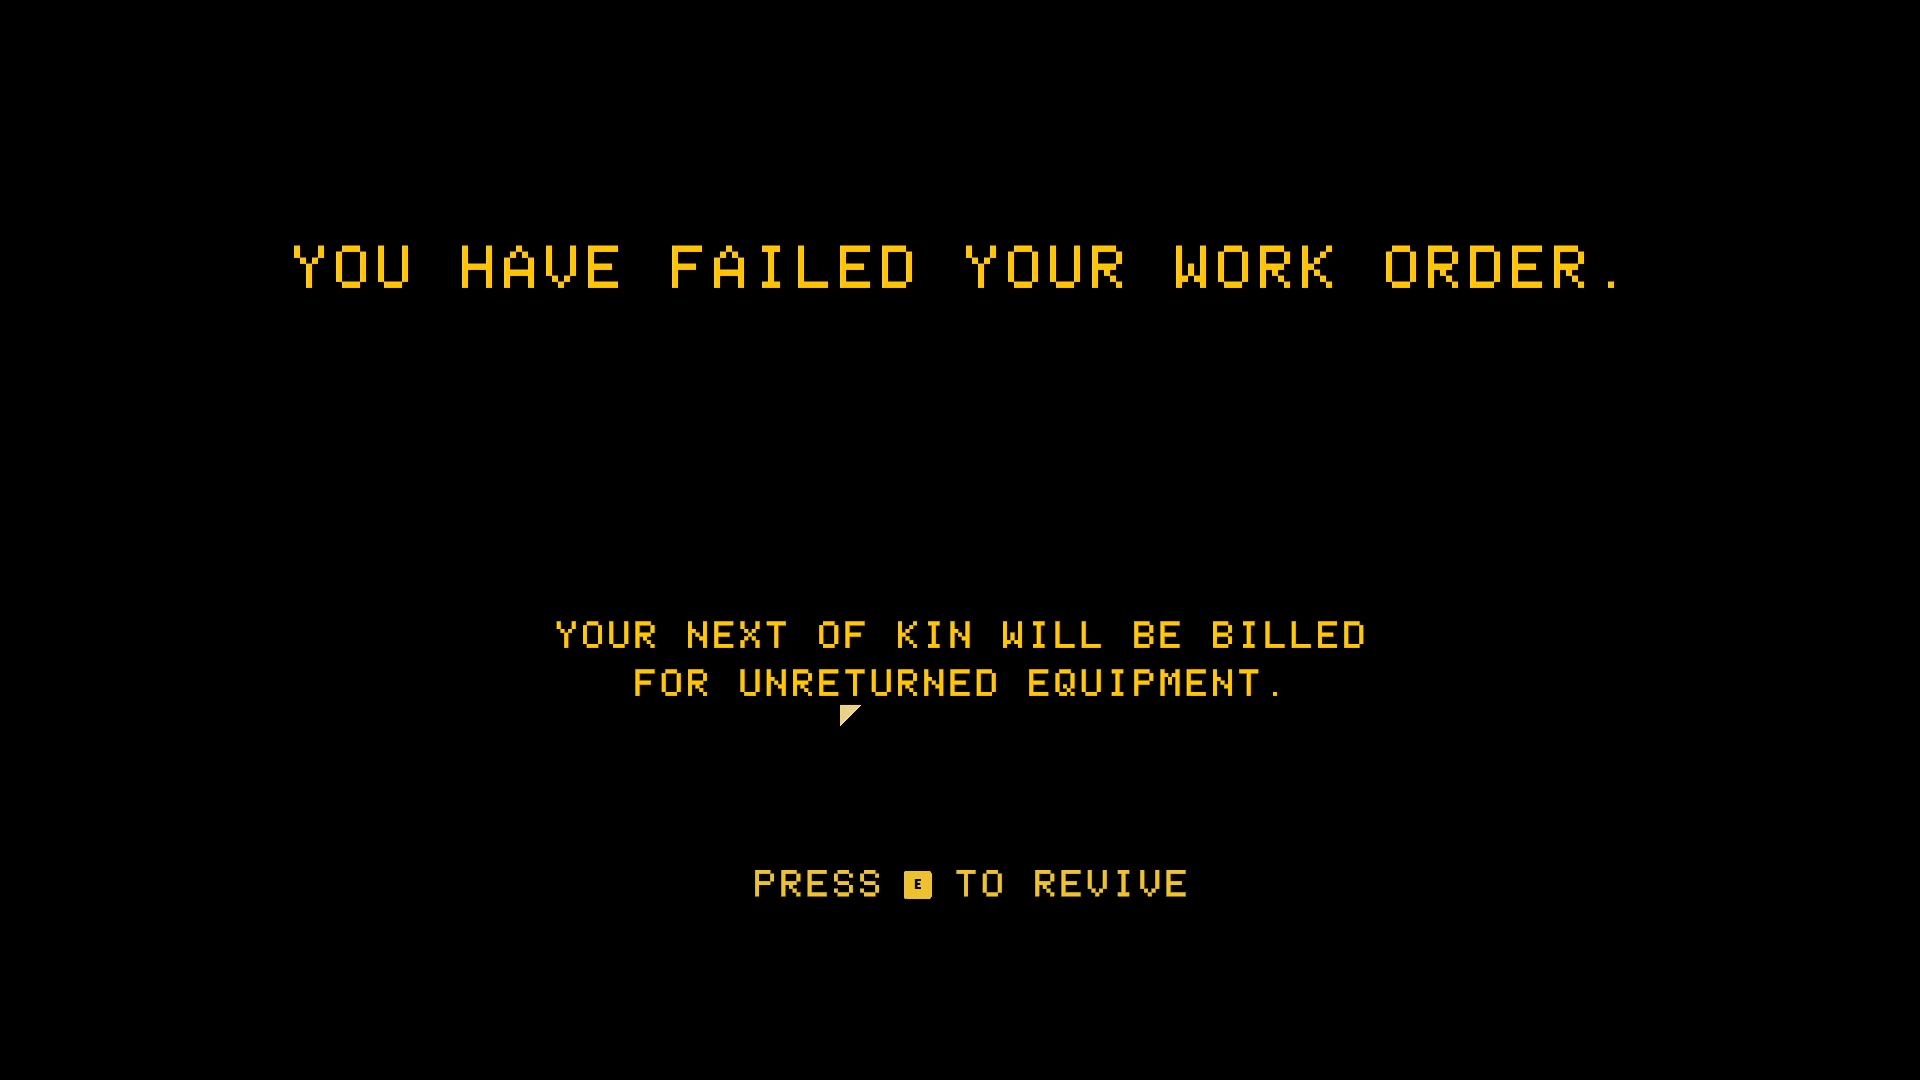 YOU HAVE FAILED YOUR WORK ORDER.
YOUR NEXT OF KIN WILL BE BILLED
FOR UNRETURNED EQUIPMENT.
PRESS E TO REVIVE